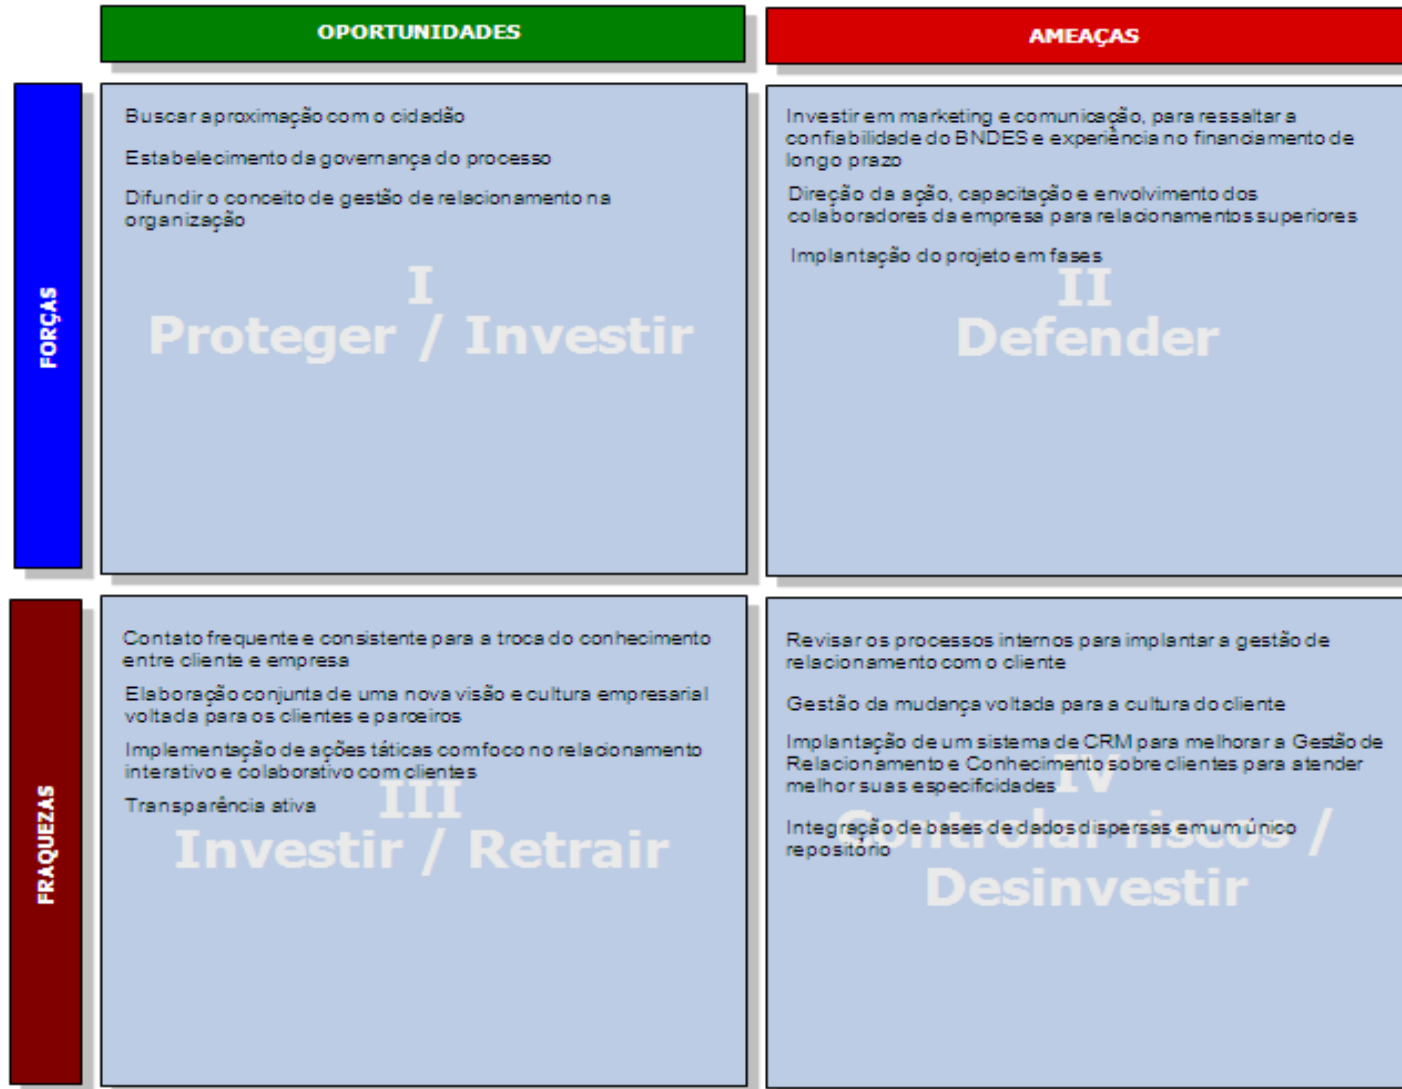 OPORTUNIDADES
AMEAÇAS
FORÇAS
Buscar aproximação com o cidadão
Estabelecimento da governança do processo
Difundir o conceito de gestão de relacionamento na
organização
I
Proteger / Investir
Investir em marketing e comunicação, para ressaltar a
confiabilidade do BNDES e experiência no financiamento de
longo prazo
Direção da ação, capacitação e envolvimento dos
colaboradores da empresa para relacionamentos superiores
Implantação do projeto em fases
II
Defender
FRAQUEZAS
Contato frequente e consistente para a troca do conhecimento
entre cliente e empresa
Elaboração conjunta de uma nova visão e cultura empresarial
voltada para os clientes e parceiros
Implementação de ações táticas com foco no relacionamento
interativo e colaborativo com clientes
Transparência ativa
III
Investir / Retrair
Revisar os processos internos para implantar a gestão de
relacionamento com o cliente
Gestão da mudança voltada para a cultura do cliente
Implantação de um sistema de CRM para melhorar a Gestão de
Relacionamento e Conhecimento sobre clientes para atender
melhor suas especificidades
Integração de bases de dados dispersas em um único
repositório
IV
Controlar riscos /
Desinvestir